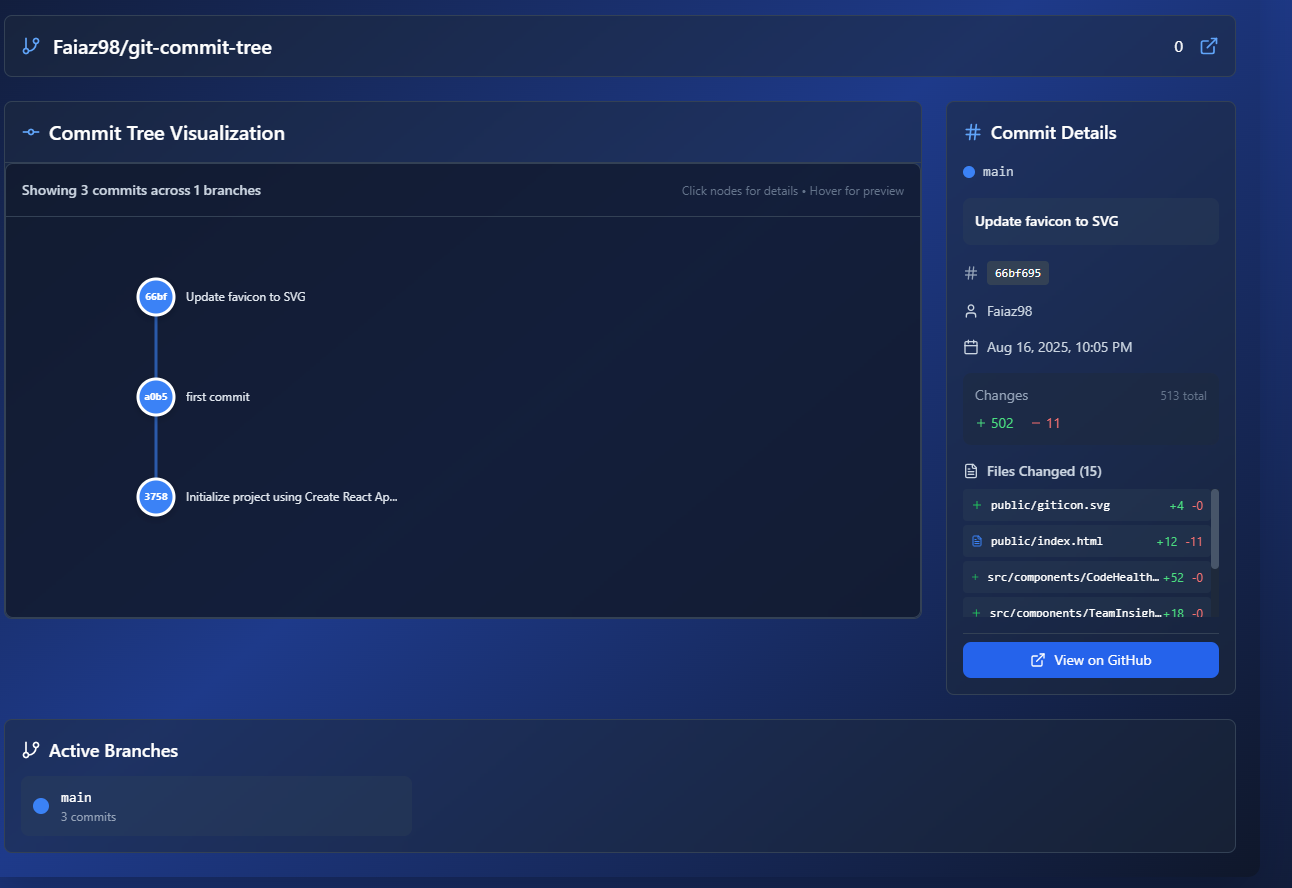 Faiaz98/git-commit-tree
0
Commit Tree Visualization
Showing 3 commits across 1 branches
Click nodes for details • Hover for preview
66bf
Update favicon to SVG
a0b5
first commit
3758
Initialize project using Create React Ap...
# Commit Details
main
Update favicon to SVG
# 66bf695
Faiaz98
Aug 16, 2025, 10:05 PM
Changes
513 total
+ 502 − 11
Files Changed (15)
+ public/giticon.svg +4 -0
public/index.html +12 -11
+ src/components/CodeHealth… +52 -0
+ src/components/TeamInsigh… +18 -0
View on GitHub
Active Branches
main
3 commits